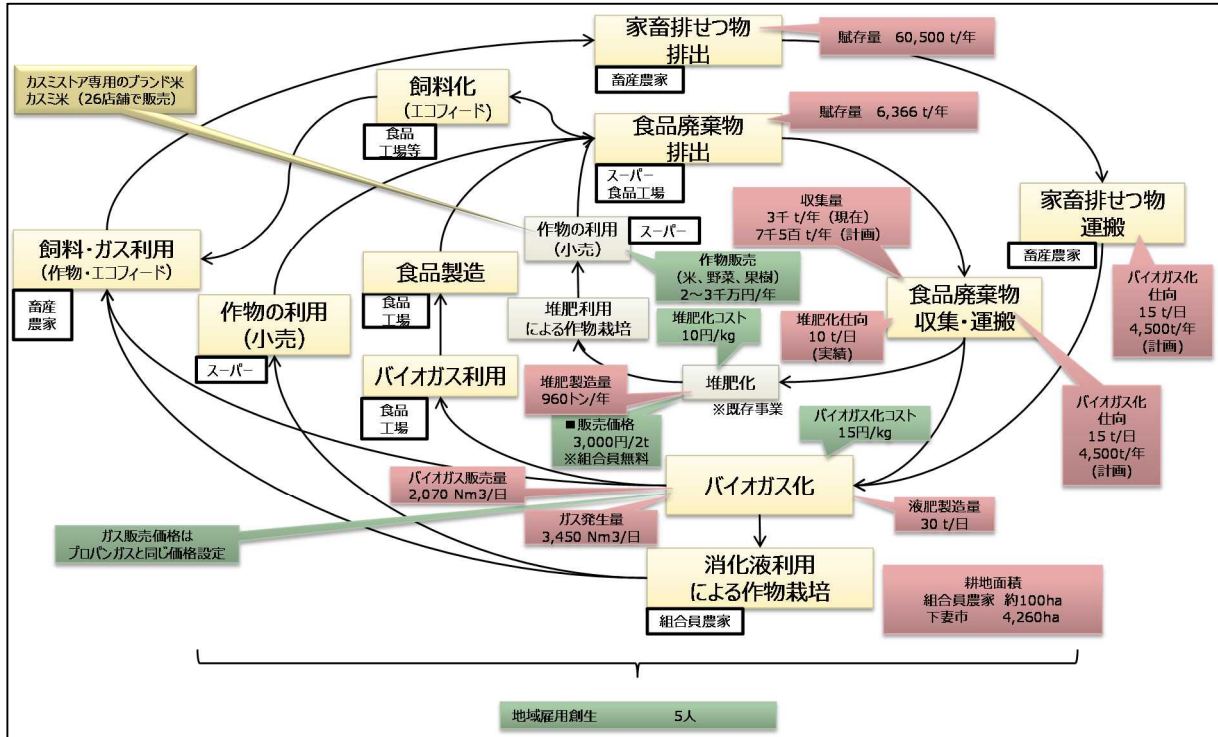 家畜排せつ物
排出
畜産農家
賦存量 60,500 t/年
カスミストア専用のブランド米
カスミ米（26店舗で販売）
飼料化
（エコフィード）
食品
工場等
食品廃棄物
排出
スーパー
食品工場
賦存量 6,366 t/年
家畜排せつ物
運搬
畜産農家
収集量
3千 t/年（現在）
7千5百 t/年（計画）
飼料・ガス利用
（作物・エコフィード）
畜産
農家
作物の利用
（小売）
スーパー
食品製造
食品
工場
作物の利用
（小売）
スーパー
作物販売
（米、野菜、果樹）
2～3千万円/年
食品廃棄物
収集・運搬
バイオガス化
仕向
15 t/日
4,500t/年
(計画)
堆肥利用
による作物栽培
堆肥化コスト
10円/kg
堆肥化仕向
10 t/日
(実績)
バイオガス利用
食品
工場
堆肥製造量
960トン/年
堆肥化
※既存事業
■販売価格
3,000円/2t
※組合員無料
バイオガス化コスト
15円/kg
バイオガス化
仕向
15 t/日
4,500t/年
(計画)
バイオガス販売量
2,070 Nm3/日
バイオガス化
液肥製造量
30 t/日
ガス販売価格は
プロパンガスと同じ価格設定
ガス発生量
3,450 Nm3/日
消化液利用
による作物栽培
組合員農家
耕地面積
組合員農家 約100ha
下妻市 4,260ha
地域雇用創生 5人